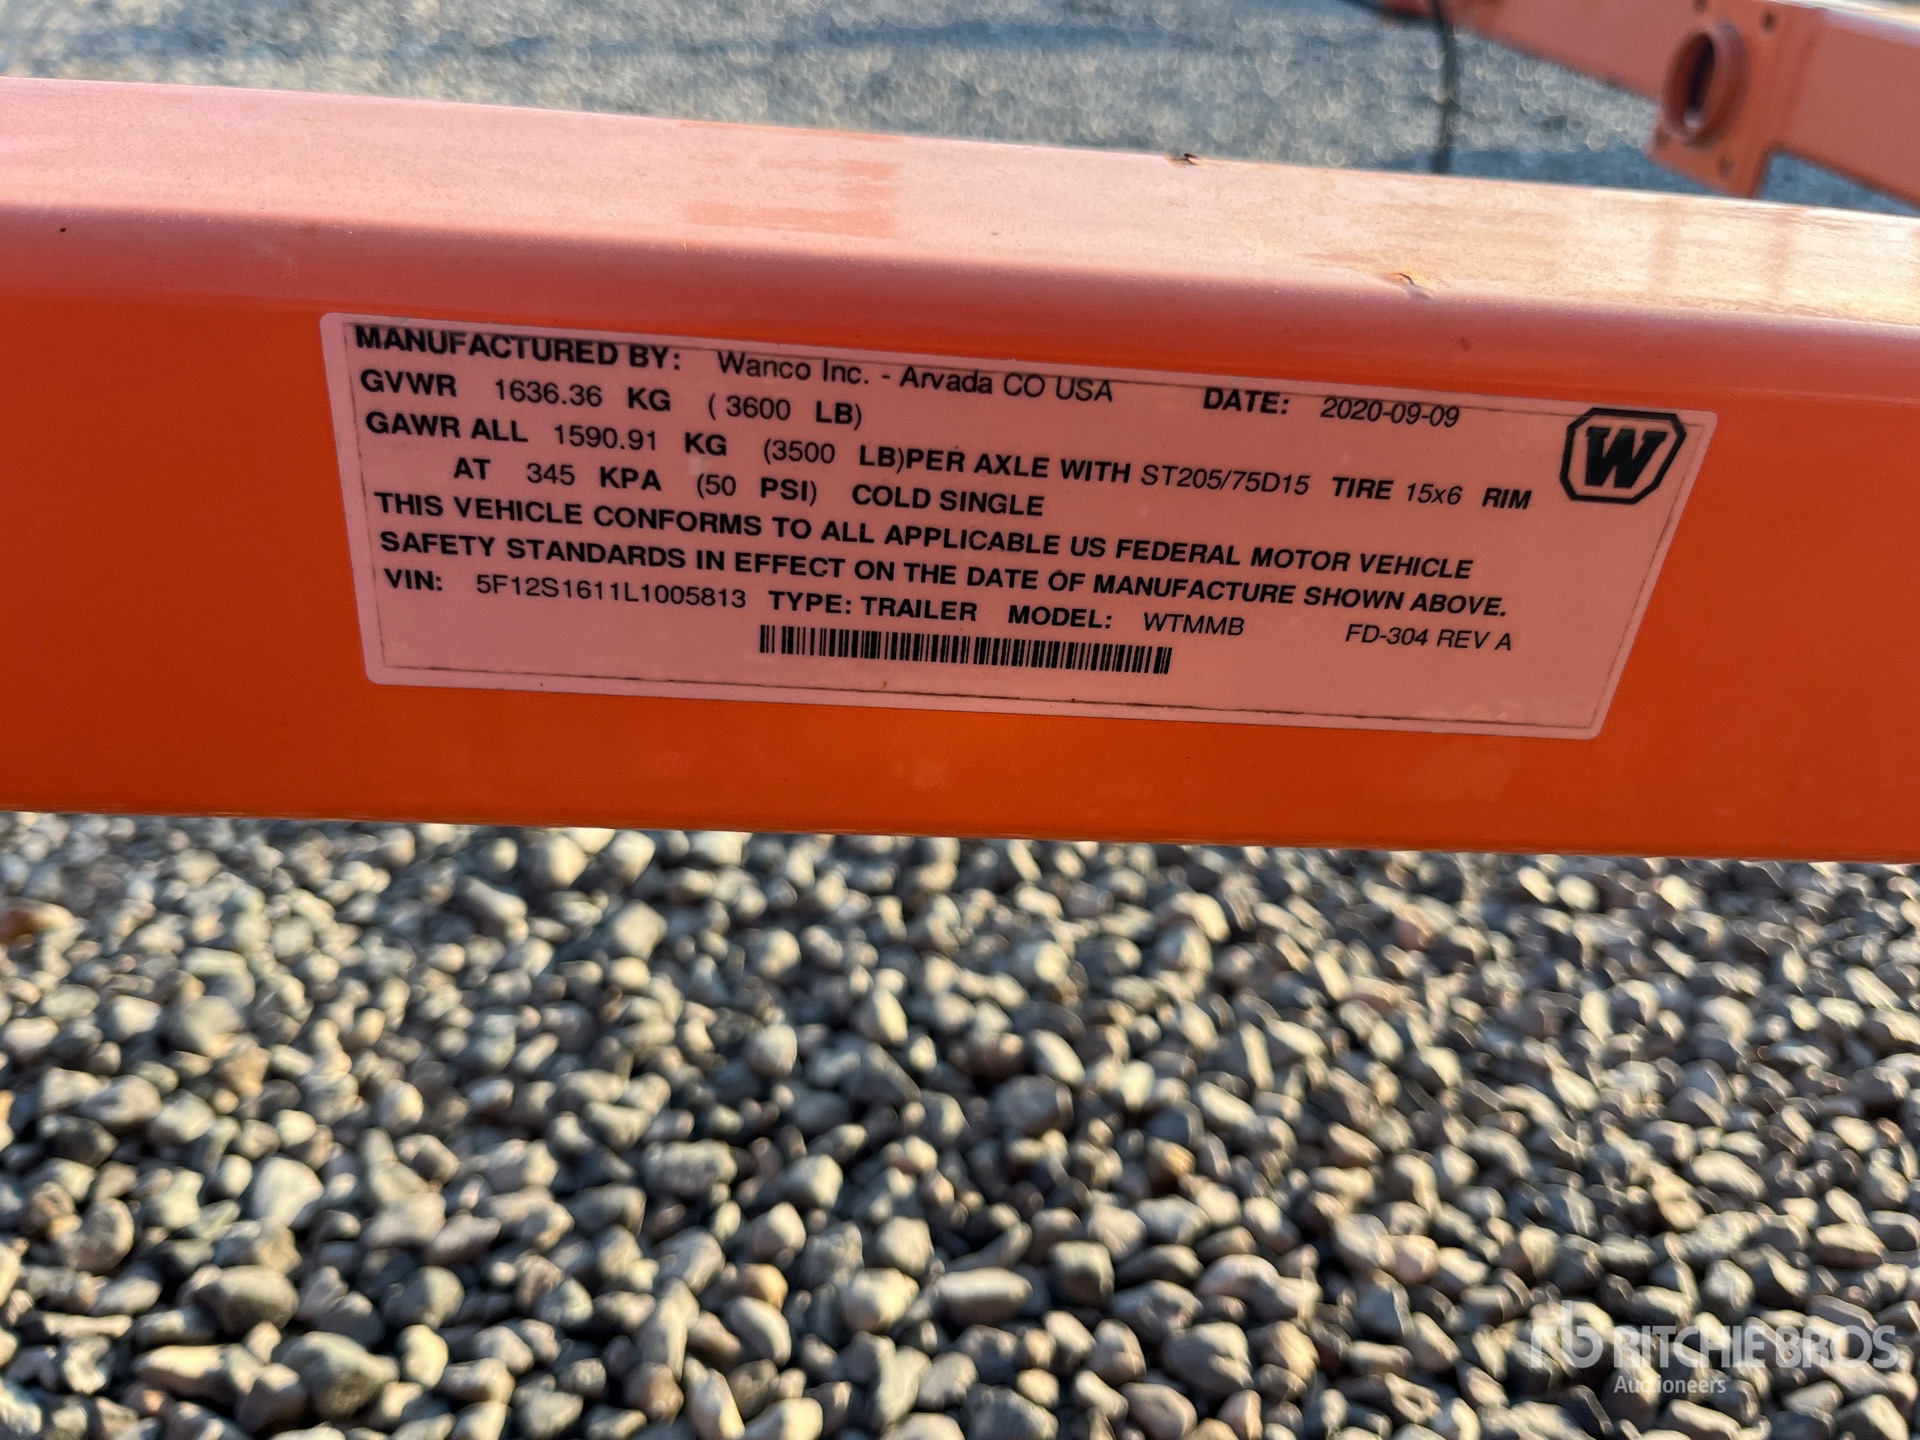 MANUFACTURED BY: Wanco Inc. - Arvada CO USA DATE: 2020-09-09
GVWR 1636.36 KG ( 3600 LB)
GAWR ALL 1590.91 KG (3500 LB)PER AXLE WITH ST205/75D15 TIRE 15x6 RIM
AT 345 KPA (50 PSI) COLD SINGLE
THIS VEHICLE CONFORMS TO ALL APPLICABLE US FEDERAL MOTOR VEHICLE
SAFETY STANDARDS IN EFFECT ON THE DATE OF MANUFACTURE SHOWN ABOVE.
VIN: 5F12S1611L1005813 TYPE: TRAILER MODEL: WTMMB FD-304 REV A
W
rb RITCHIE BROS.
Auctioneers